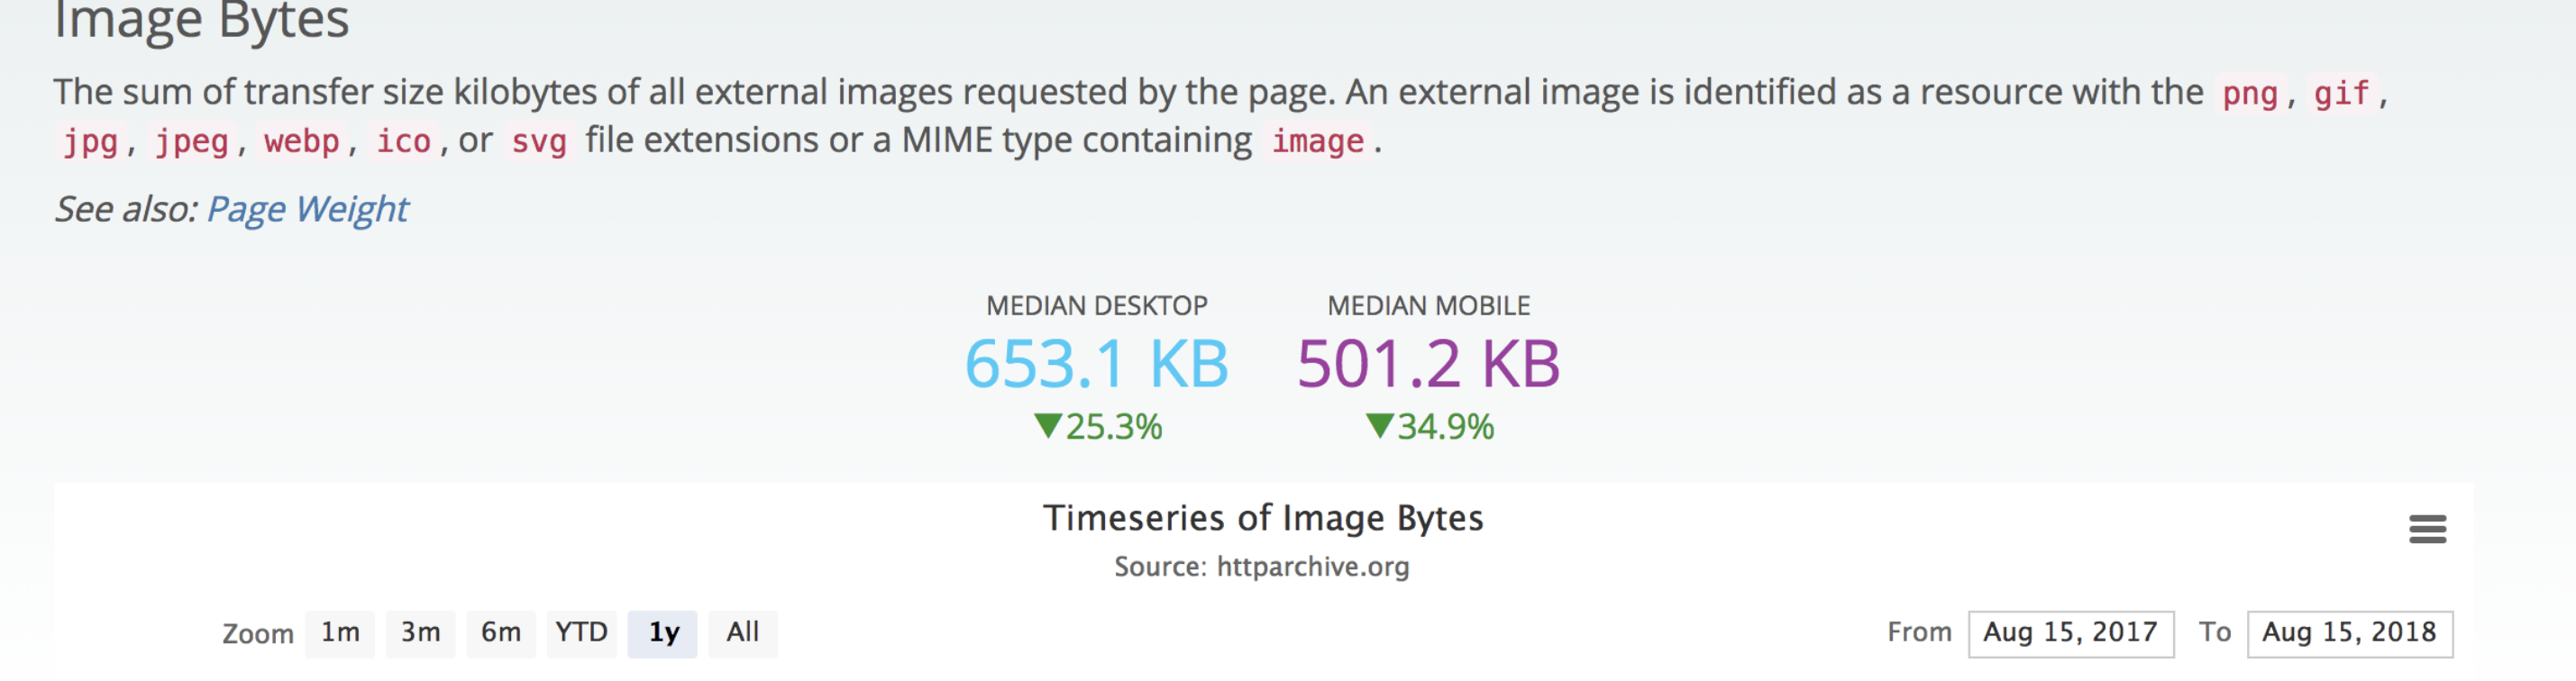 Image Bytes
The sum of transfer size kilobytes of all external images requested by the page. An external image is identified as a resource with the png, gif,
jpg, jpeg, webp, ico, or svg file extensions or a MIME type containing image.
See also: Page Weight
MEDIAN DESKTOP MEDIAN MOBILE
653.1 KB 501.2 KB
▼25.3% ▼34.9%
Timeseries of Image Bytes
Source: httparchive.org
Zoom 1m 3m 6m YTD 1y All From Aug 15, 2017 To Aug 15, 2018